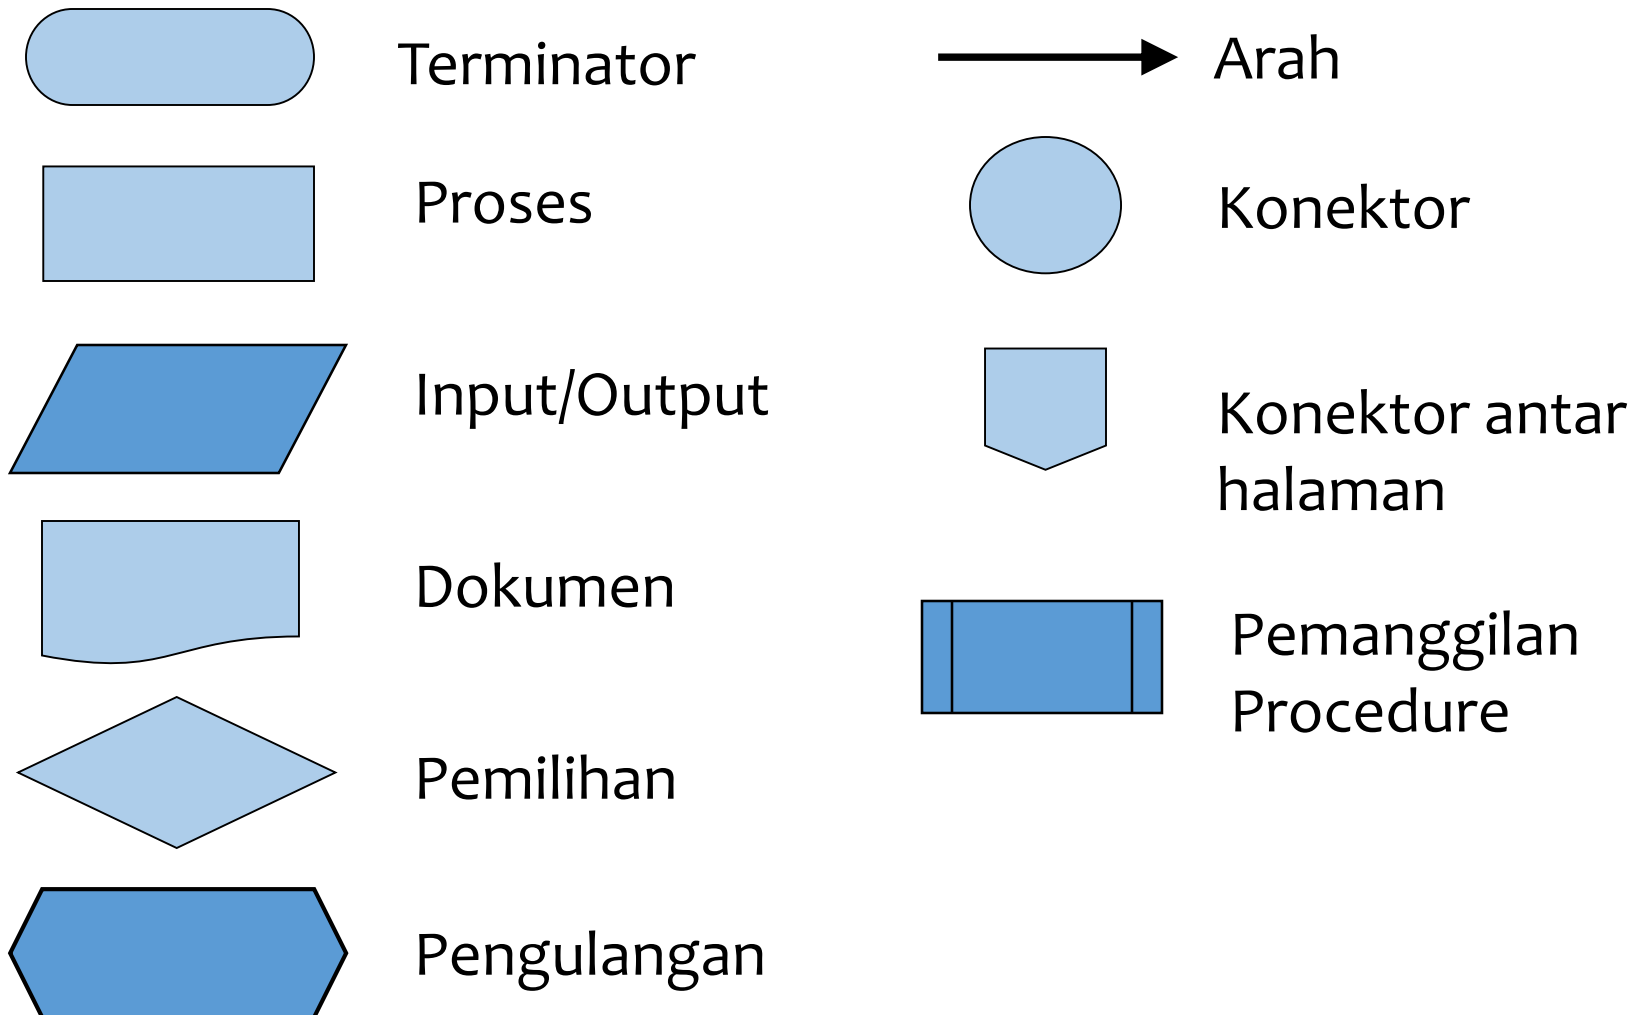 Terminator
Proses
Input/Output
Dokumen
Pemilihan
Pengulangan
Arah
Konektor
Konektor antar
halaman
Pemanggilan
Procedure